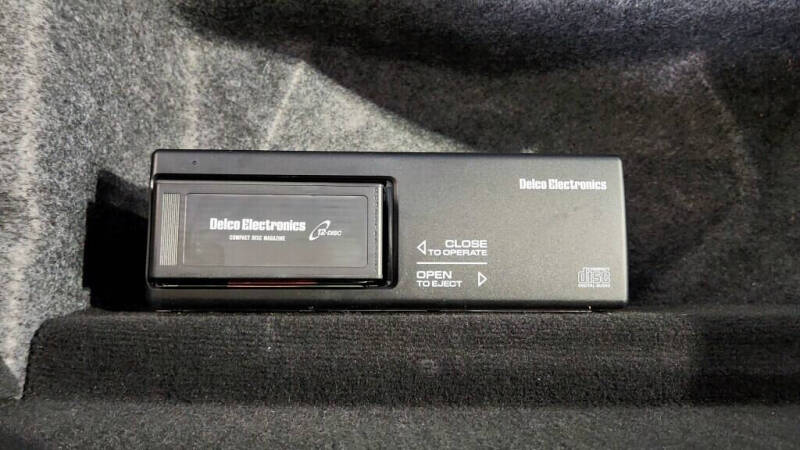 Delco Electronics
COMPACT DISC MAGAZINE
12-DISC
Delco Electronics
CLOSE
TO OPERATE
OPEN
TO EJECT
disc
DIGITAL AUDIO